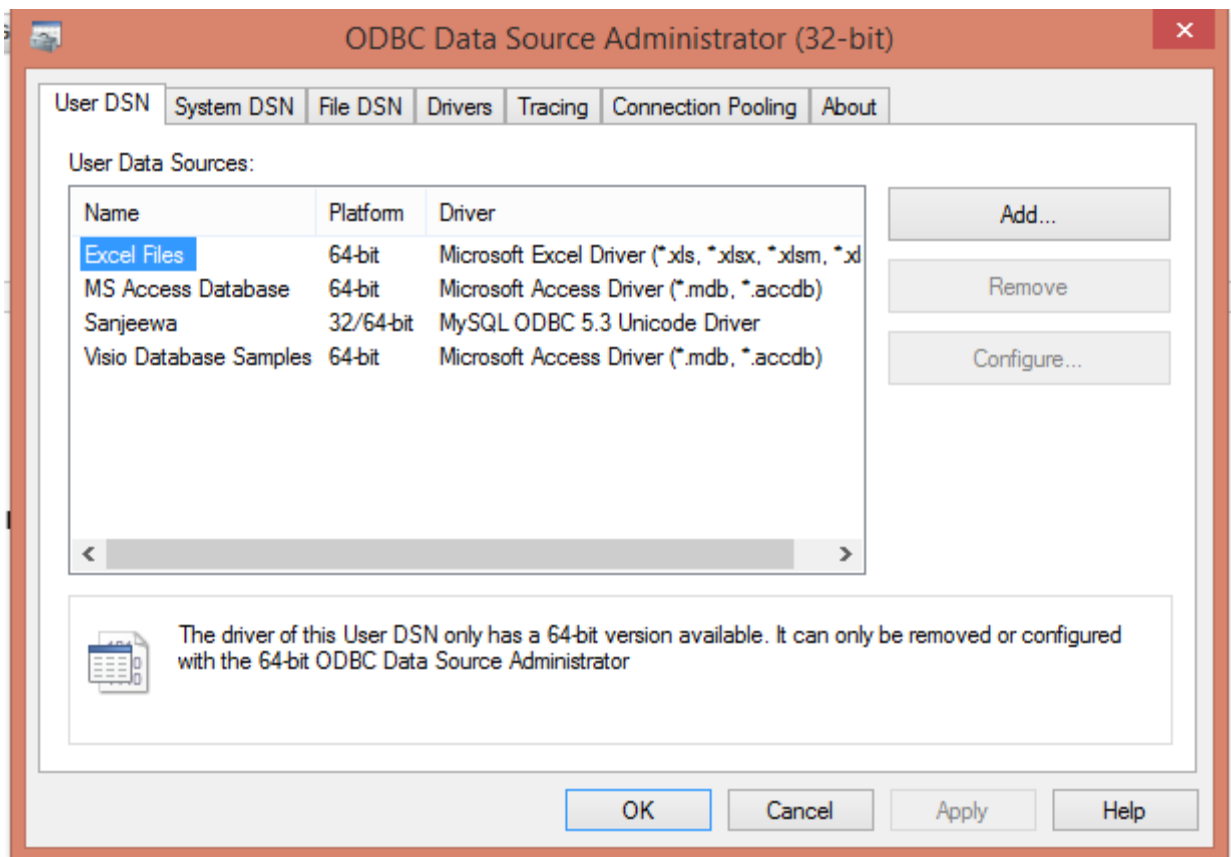 ODBC Data Source Administrator (32-bit)
User DSN System DSN File DSN Drivers Tracing Connection Pooling About
User Data Sources:
Name Platform Driver
Excel Files 64-bit Microsoft Excel Driver (*.xls, *.xlsx, *.xlsm, *.xl
MS Access Database 64-bit Microsoft Access Driver (*.mdb, *.accdb)
Sanjeewa 32/64-bit MySQL ODBC 5.3 Unicode Driver
Visio Database Samples 64-bit Microsoft Access Driver (*.mdb, *.accdb)
Add...
Remove
Configure...
The driver of this User DSN only has a 64-bit version available. It can only be removed or configured
with the 64-bit ODBC Data Source Administrator
OK Cancel Apply Help